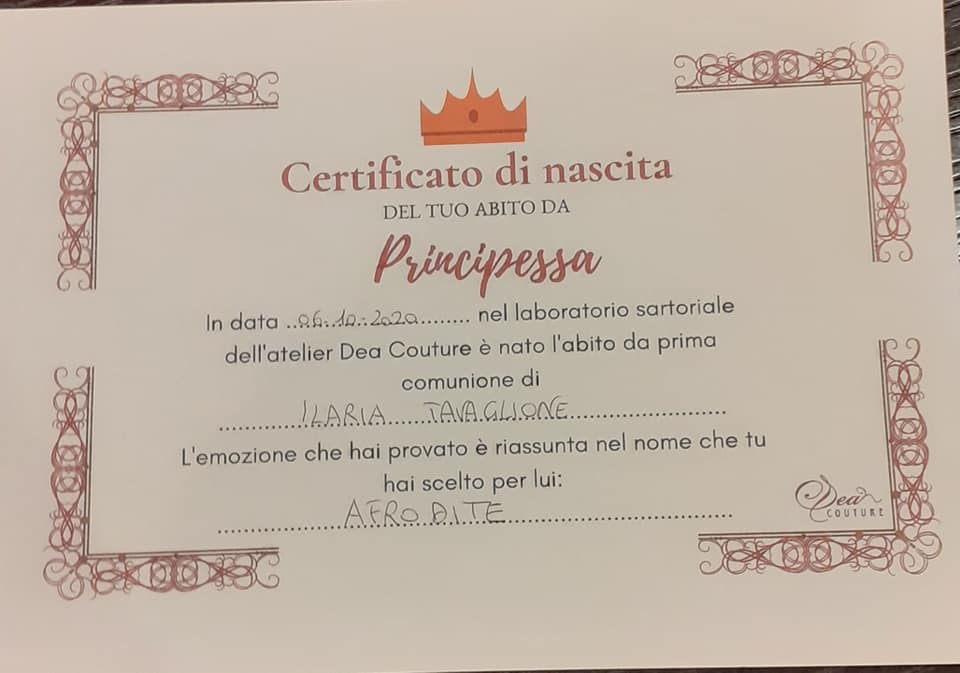 Certificato di nascita
DEL TUO ABITO DA
Principessa
In data ..06.10.2020........ nel laboratorio sartoriale
dell'atelier Dea Couture è nato l'abito da prima
comunione di
ILARIA TAVAGLIONE
L'emozione che hai provato è riassunta nel nome che tu
hai scelto per lui:
AFRODITE
Dea
COUTURE